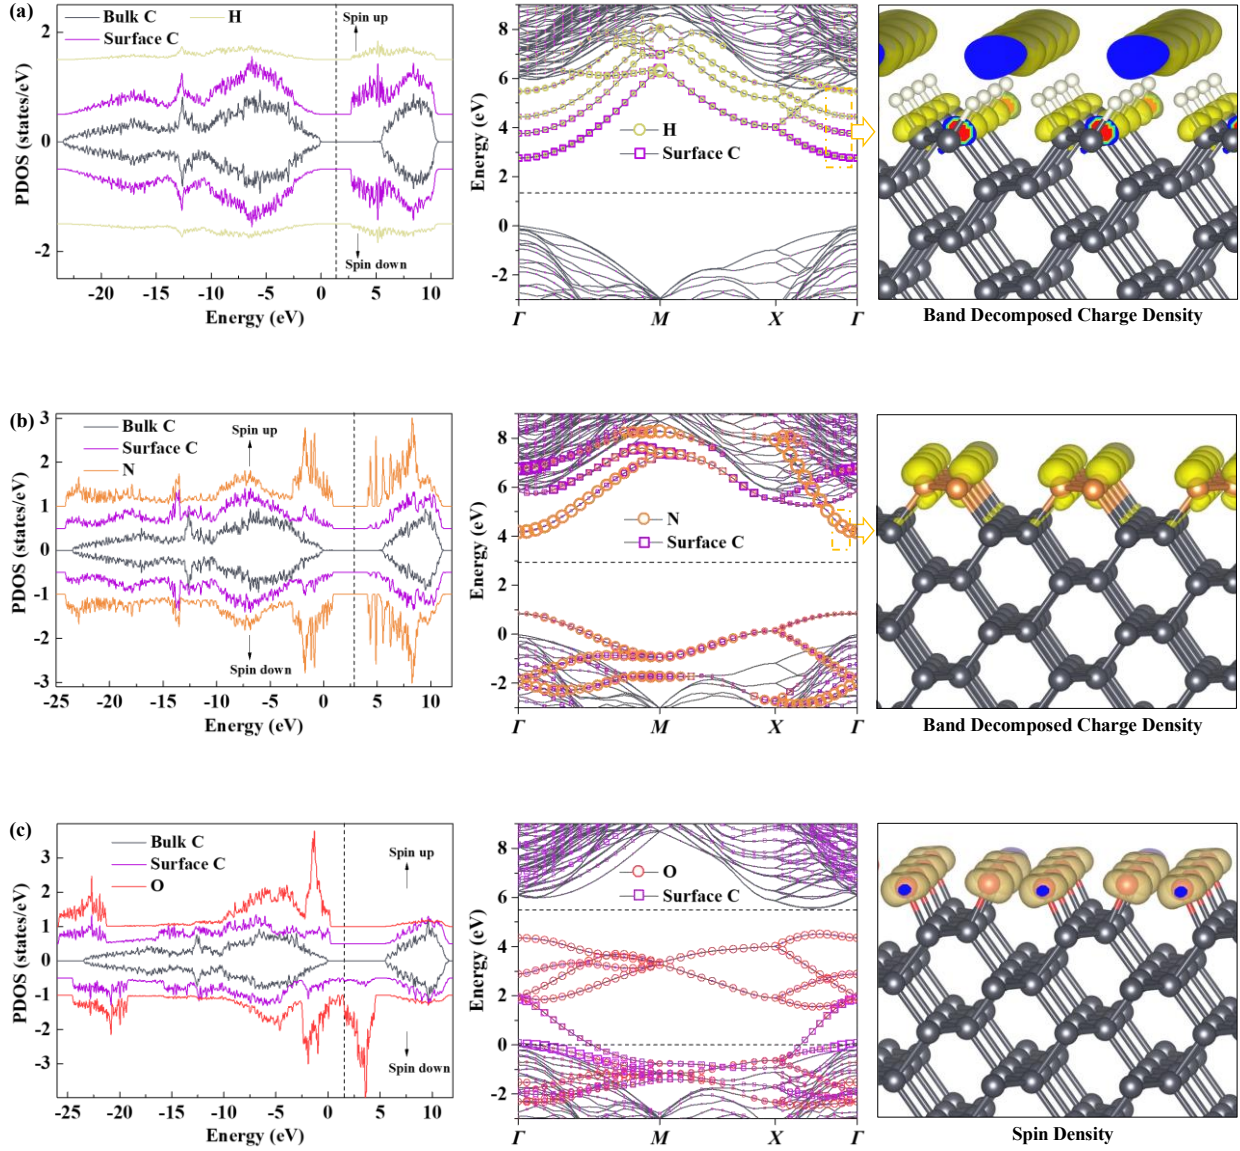 (a)
Bulk C
H
Surface C
Spin up
Spin down
PDOS (states/eV)
2
0
-2
-20
-15
-10
-5
0
5
10
Energy (eV)
Energy (eV)
8
6
4
2
0
-2
H
Surface C
Γ
M
X
Γ
Band Decomposed Charge Density
(b)
Bulk C
Surface C
N
Spin up
Spin down
PDOS (states/eV)
3
2
1
0
-1
-2
-3
-25
-20
-15
-10
-5
0
5
10
Energy (eV)
Energy (eV)
8
6
4
2
0
-2
N
Surface C
Γ
M
X
Γ
Band Decomposed Charge Density
(c)
Bulk C
Surface C
O
Spin up
Spin down
PDOS (states/eV)
3
2
1
0
-1
2
3
-25
-20
-15
-10
-5
0
5
10
Energy (eV)
Energy (eV)
8
6
4
2
0
-2
O
Surface C
Γ
M
X
Γ
Spin Density